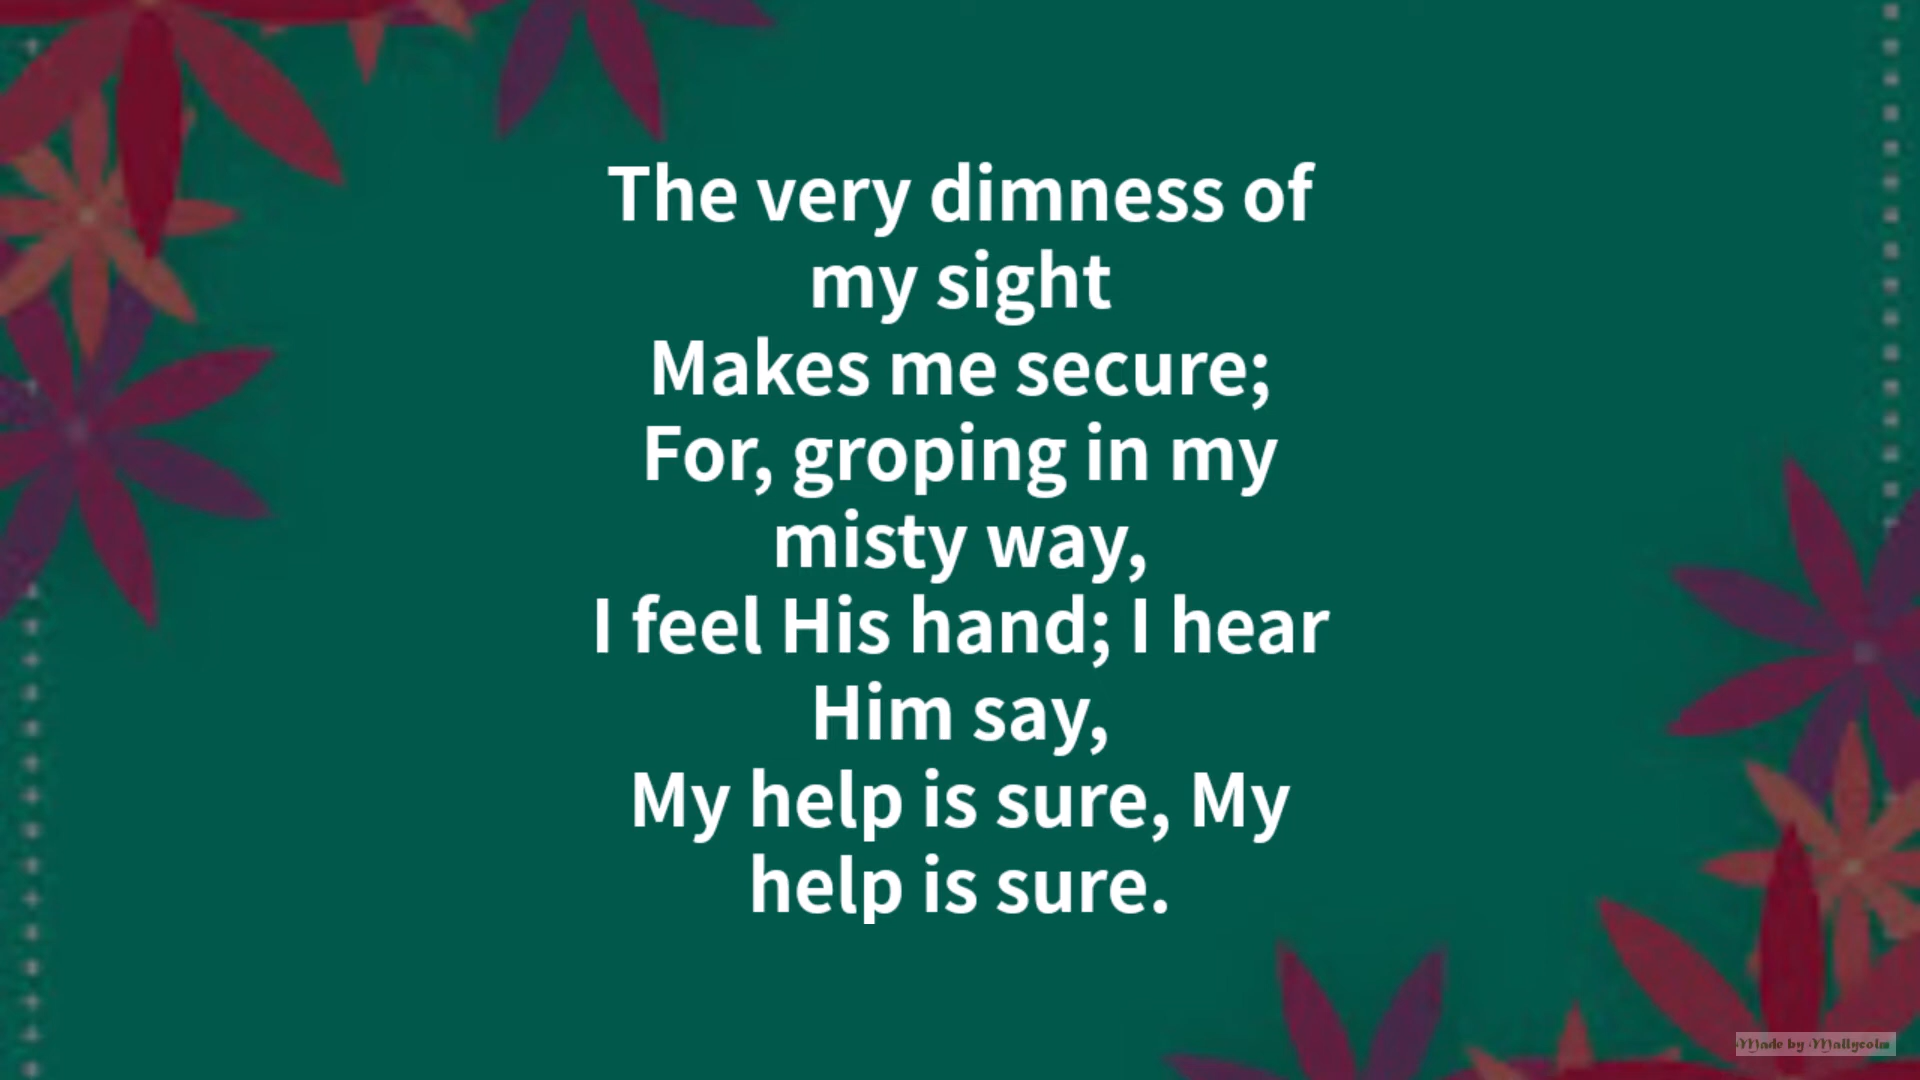 The very dimness of
my sight
Makes me secure;
For, groping in my
misty way,
I feel His hand; I hear
Him say,
My help is sure, My
help is sure.
Made by Mallycolm